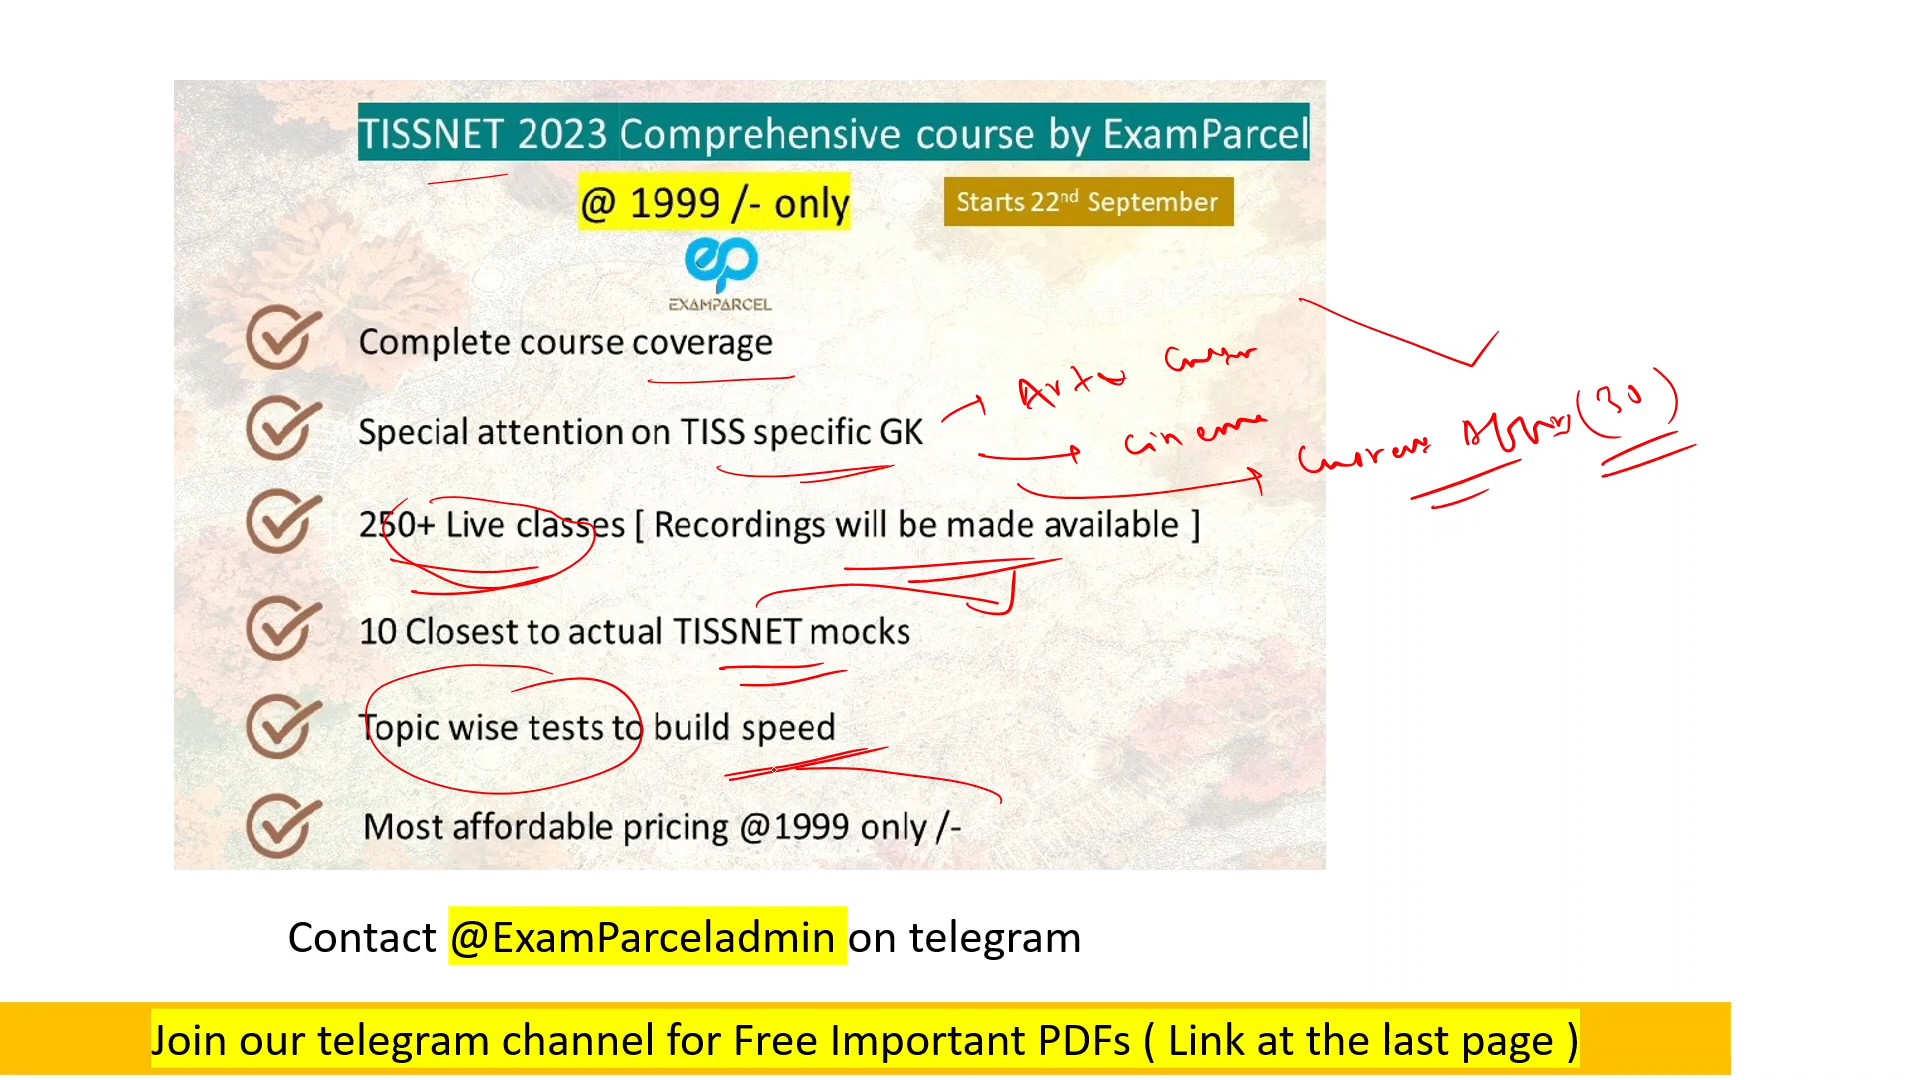 TISSNET 2023 Comprehensive course by ExamParcel
@ 1999 /- only
Starts 22nd September
ep
EXAMPARCEL
Complete course coverage
Special attention on TISS specific GK
Arts
Cinema
Current Affairs (30)
250+ Live classes [ Recordings will be made available ]
10 Closest to actual TISSNET mocks
Topic wise tests to build speed
Most affordable pricing @1999 only /-
Contact @ExamParceladmin on telegram
Join our telegram channel for Free Important PDFs ( Link at the last page )